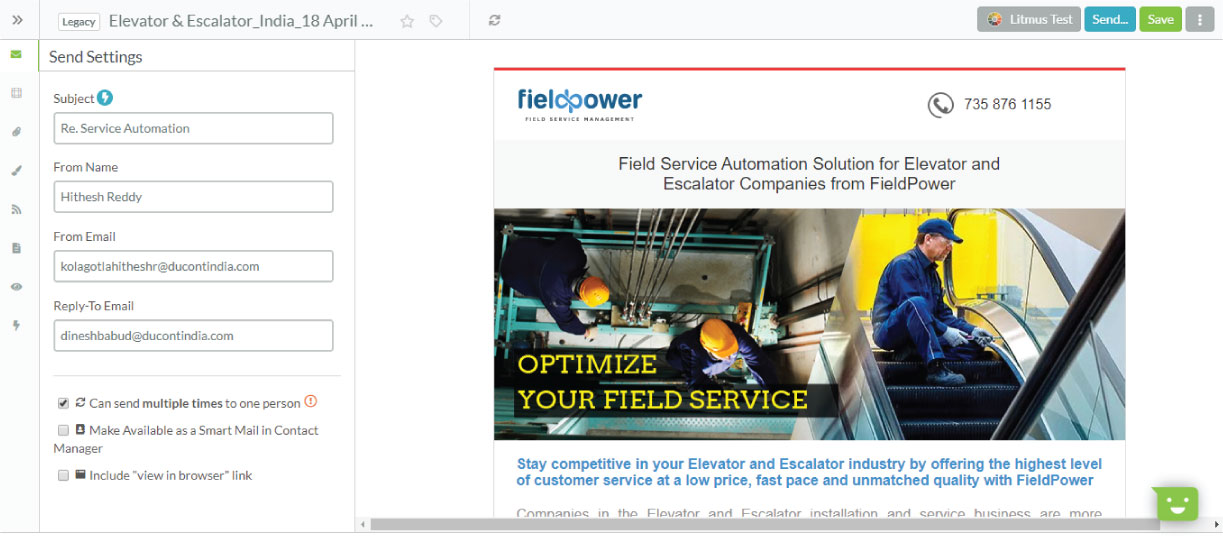 Legacy Elevator & Escalator_India_18 April ...
Litmus Test Send... Save
Send Settings
Subject
Re. Service Automation
From Name
Hithesh Reddy
From Email
kolagotlahitheshr@ducontindia.com
Reply-To Email
dineshbabud@ducontindia.com
Can send multiple times to one person
Make Available as a Smart Mail in Contact
Manager
Include "view in browser" link
fieldpower
FIELD SERVICE MANAGEMENT
735 876 1155
Field Service Automation Solution for Elevator and
Escalator Companies from FieldPower
OPTIMIZE
YOUR FIELD SERVICE
Stay competitive in your Elevator and Escalator industry by offering the highest level
of customer service at a low price, fast pace and unmatched quality with FieldPower
Companies in the Elevator and Escalator installation and service business are more